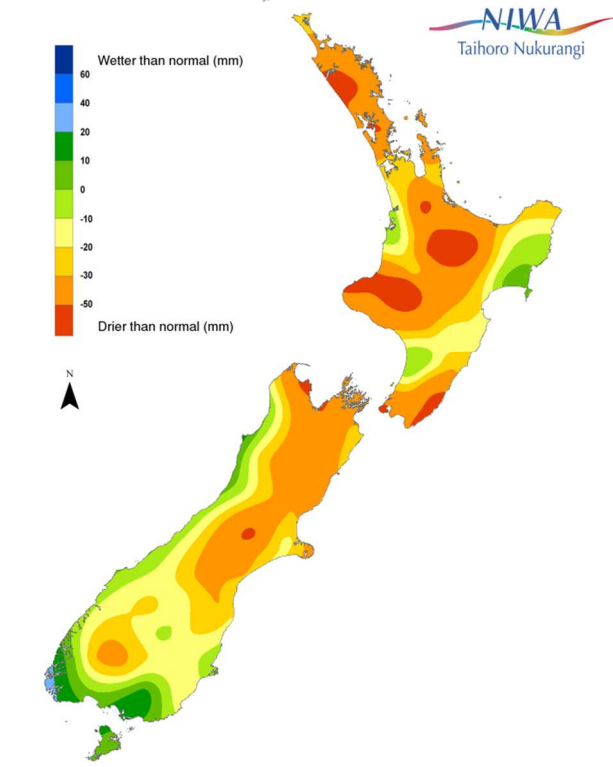 NIWA
Taihoro Nukurangi
Wetter than normal (mm)
60
40
20
10
0
-10
-20
-30
-50
Drier than normal (mm)
N